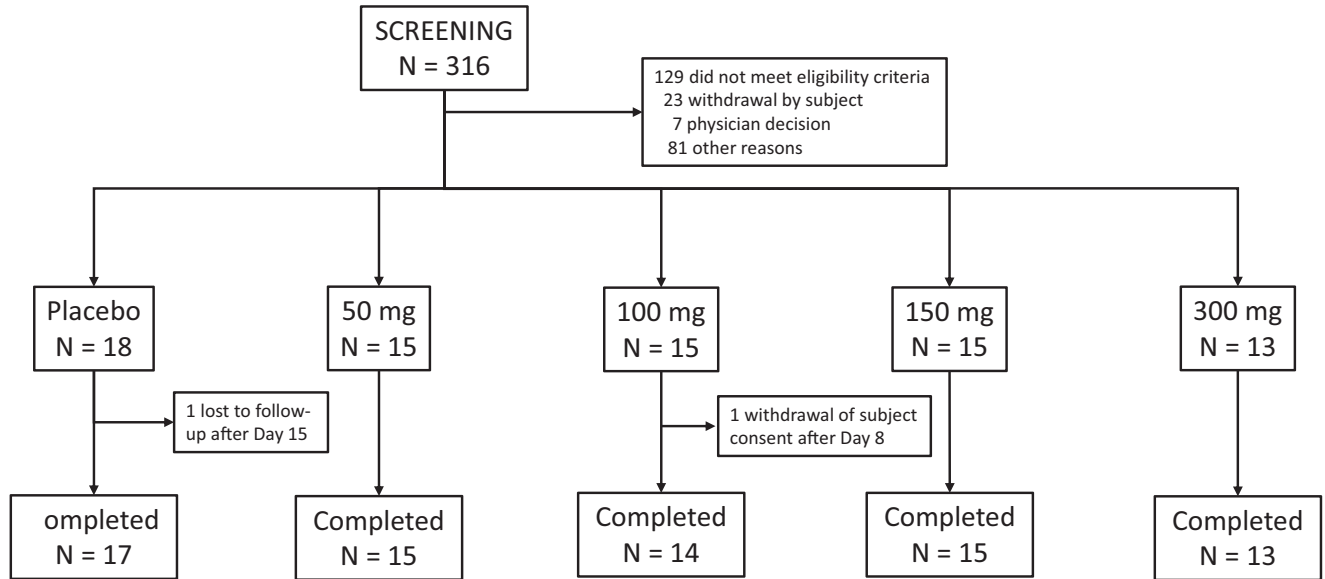 SCREENING
N = 316
129 did not meet eligibility criteria
23 withdrawal by subject
7 physician decision
81 other reasons
Placebo
N = 18
50 mg
N = 15
100 mg
N = 15
150 mg
N = 15
300 mg
N = 13
1 lost to follow-
up after Day 15
1 withdrawal of subject
consent after Day 8
ompleted
N = 17
Completed
N = 15
Completed
N = 14
Completed
N = 15
Completed
N = 13